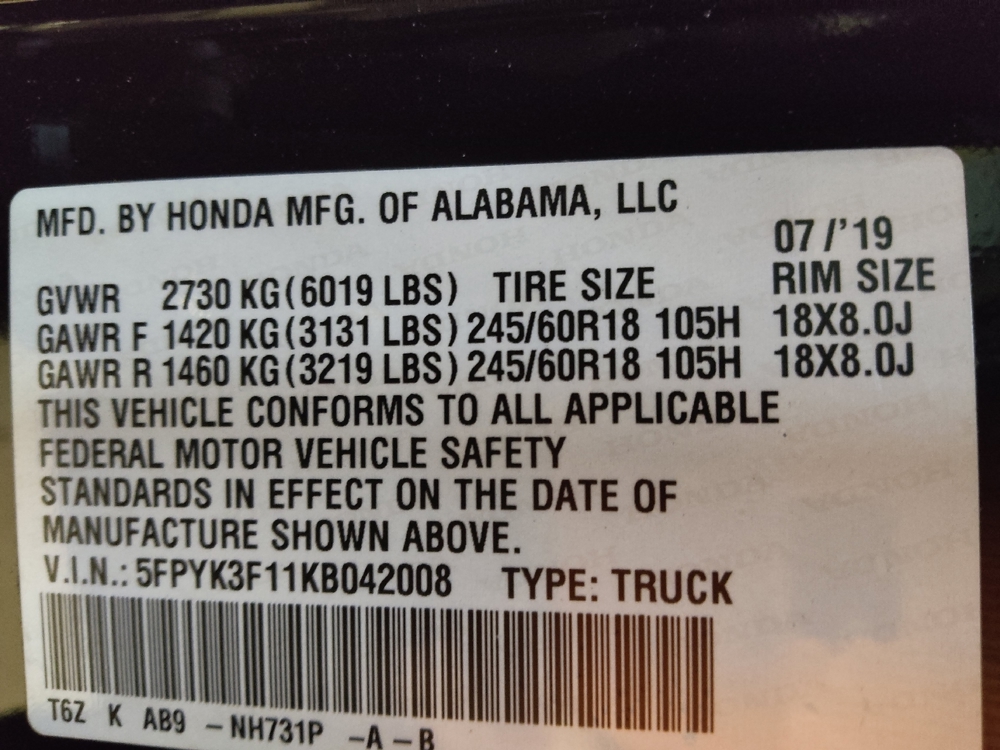 MFD. BY HONDA MFG. OF ALABAMA, LLC
07/'19
GVWR 2730 KG(6019 LBS) TIRE SIZE RIM SIZE
GAWR F 1420 KG(3131 LBS) 245/60R18 105H 18X8.0J
GAWR R 1460 KG(3219 LBS) 245/60R18 105H 18X8.0J
THIS VEHICLE CONFORMS TO ALL APPLICABLE
FEDERAL MOTOR VEHICLE SAFETY
STANDARDS IN EFFECT ON THE DATE OF
MANUFACTURE SHOWN ABOVE.
V.I.N.: 5FPYK3F11KB042008 TYPE: TRUCK
T6Z K AB9 -NH731P -A-B